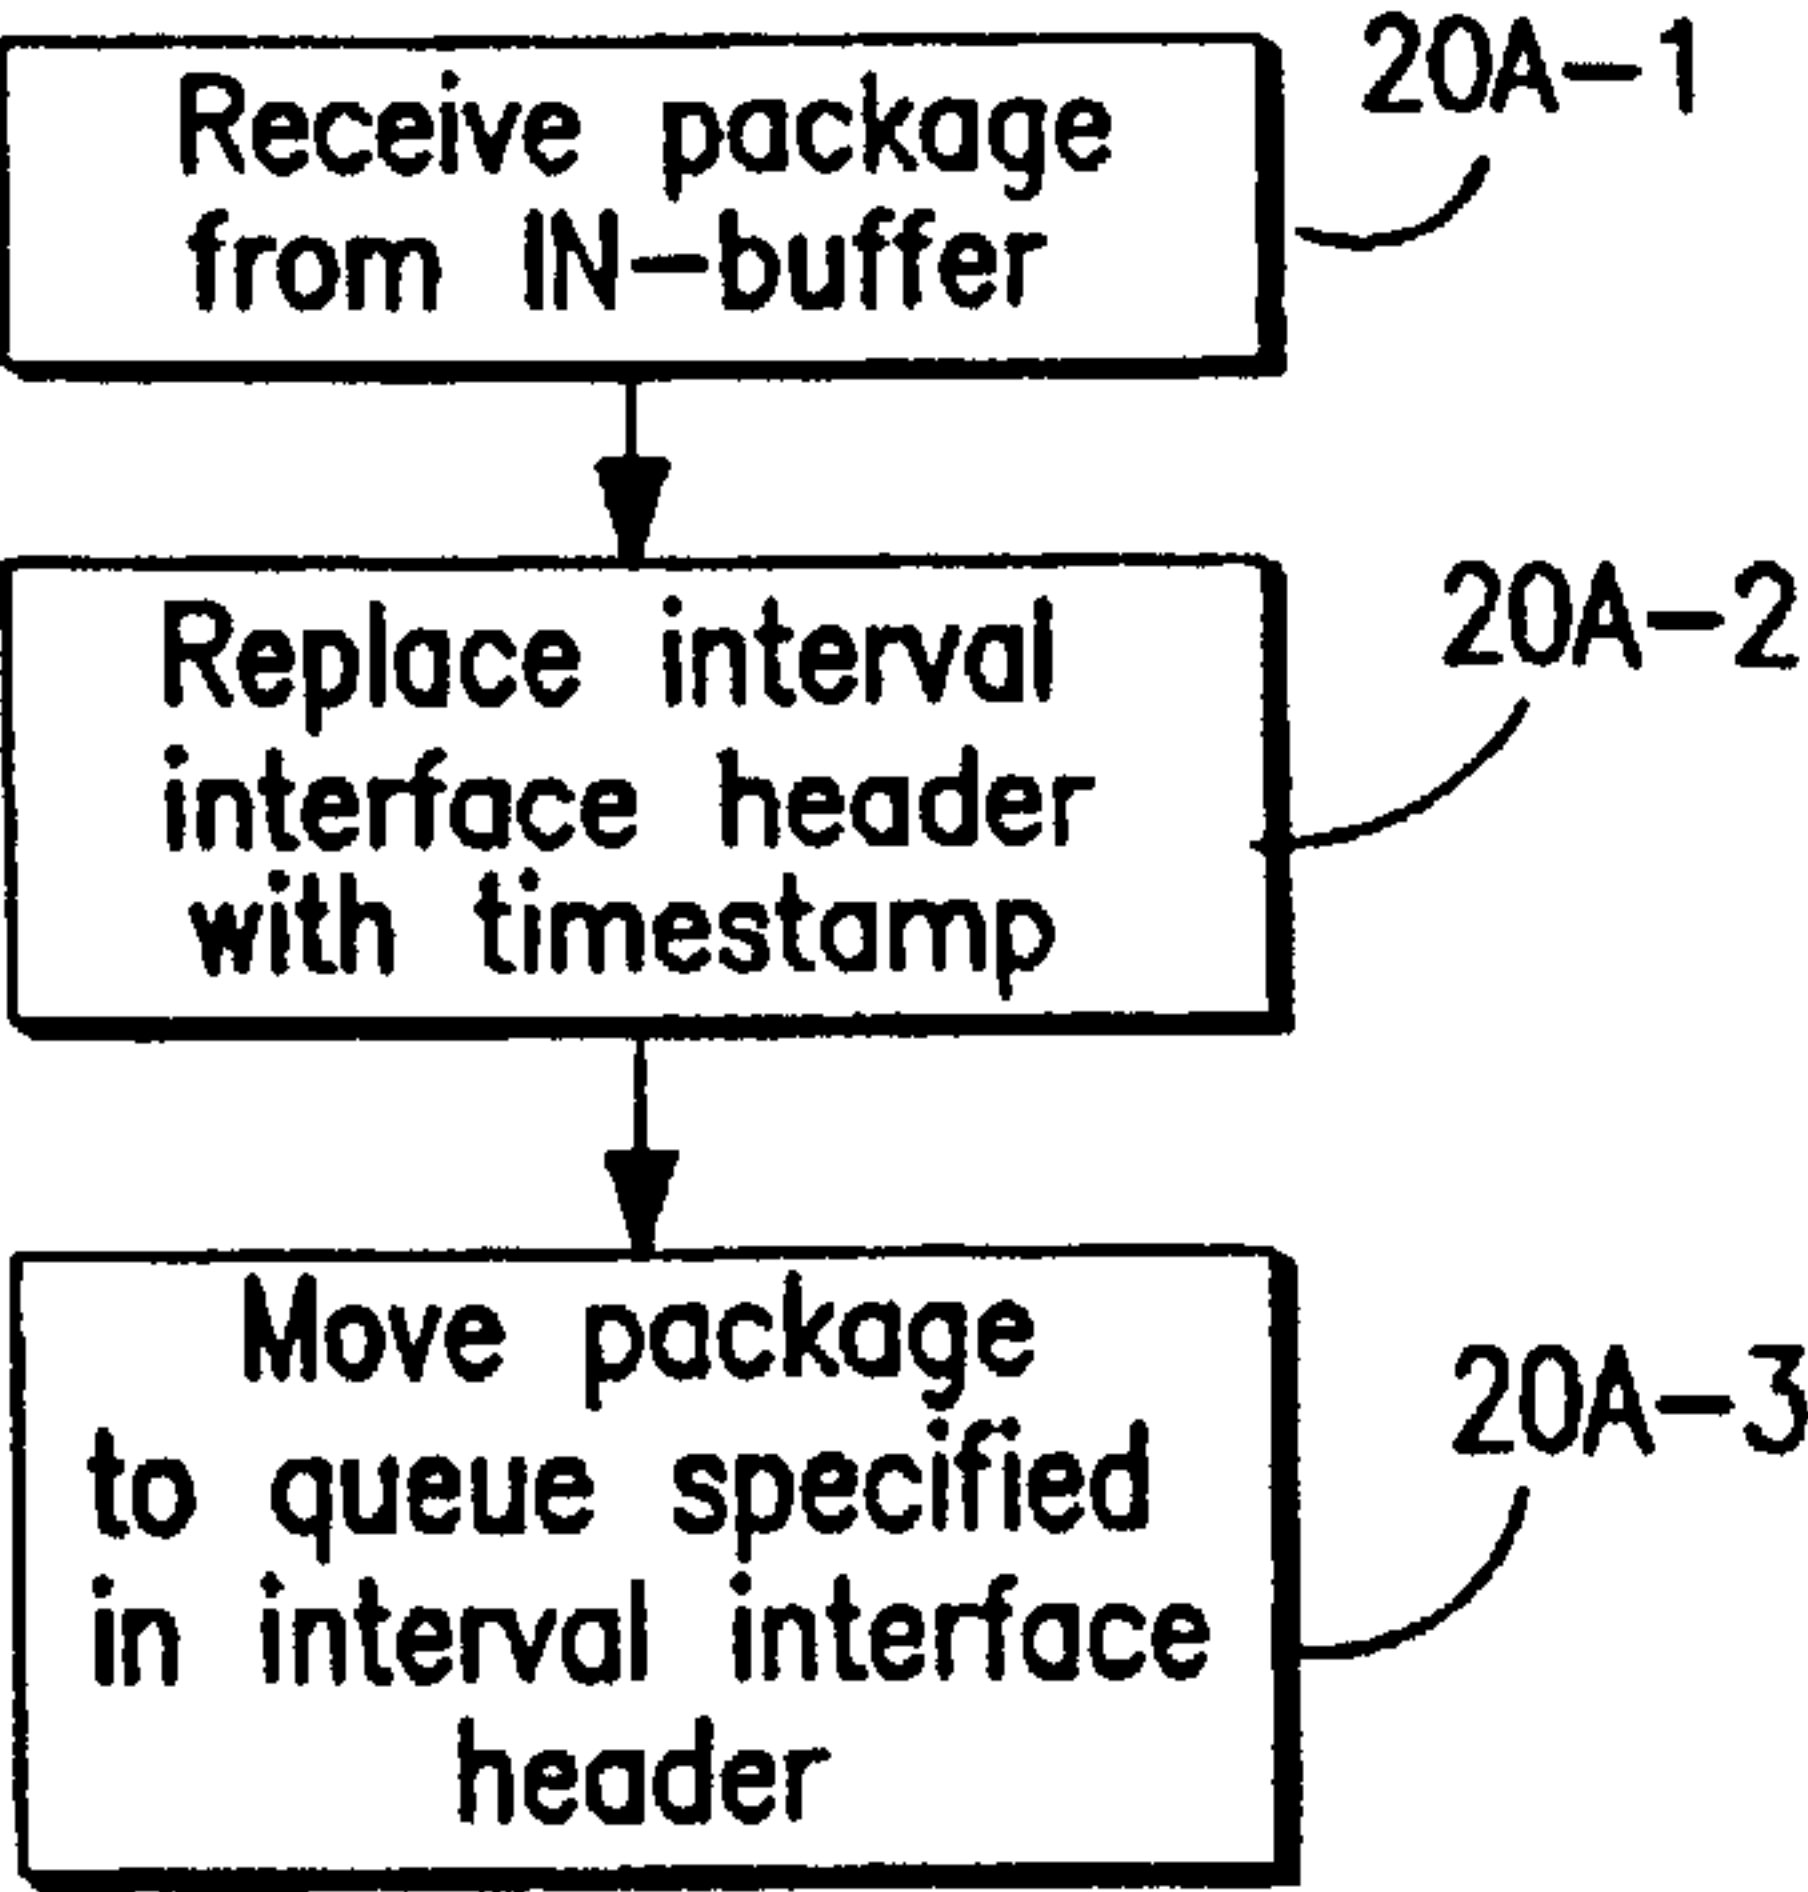 Receive package
from IN-buffer
20A-1
Replace interval
interface header
with timestamp
20A-2
Move package
to queue specified
in interval interface
header
20A-3